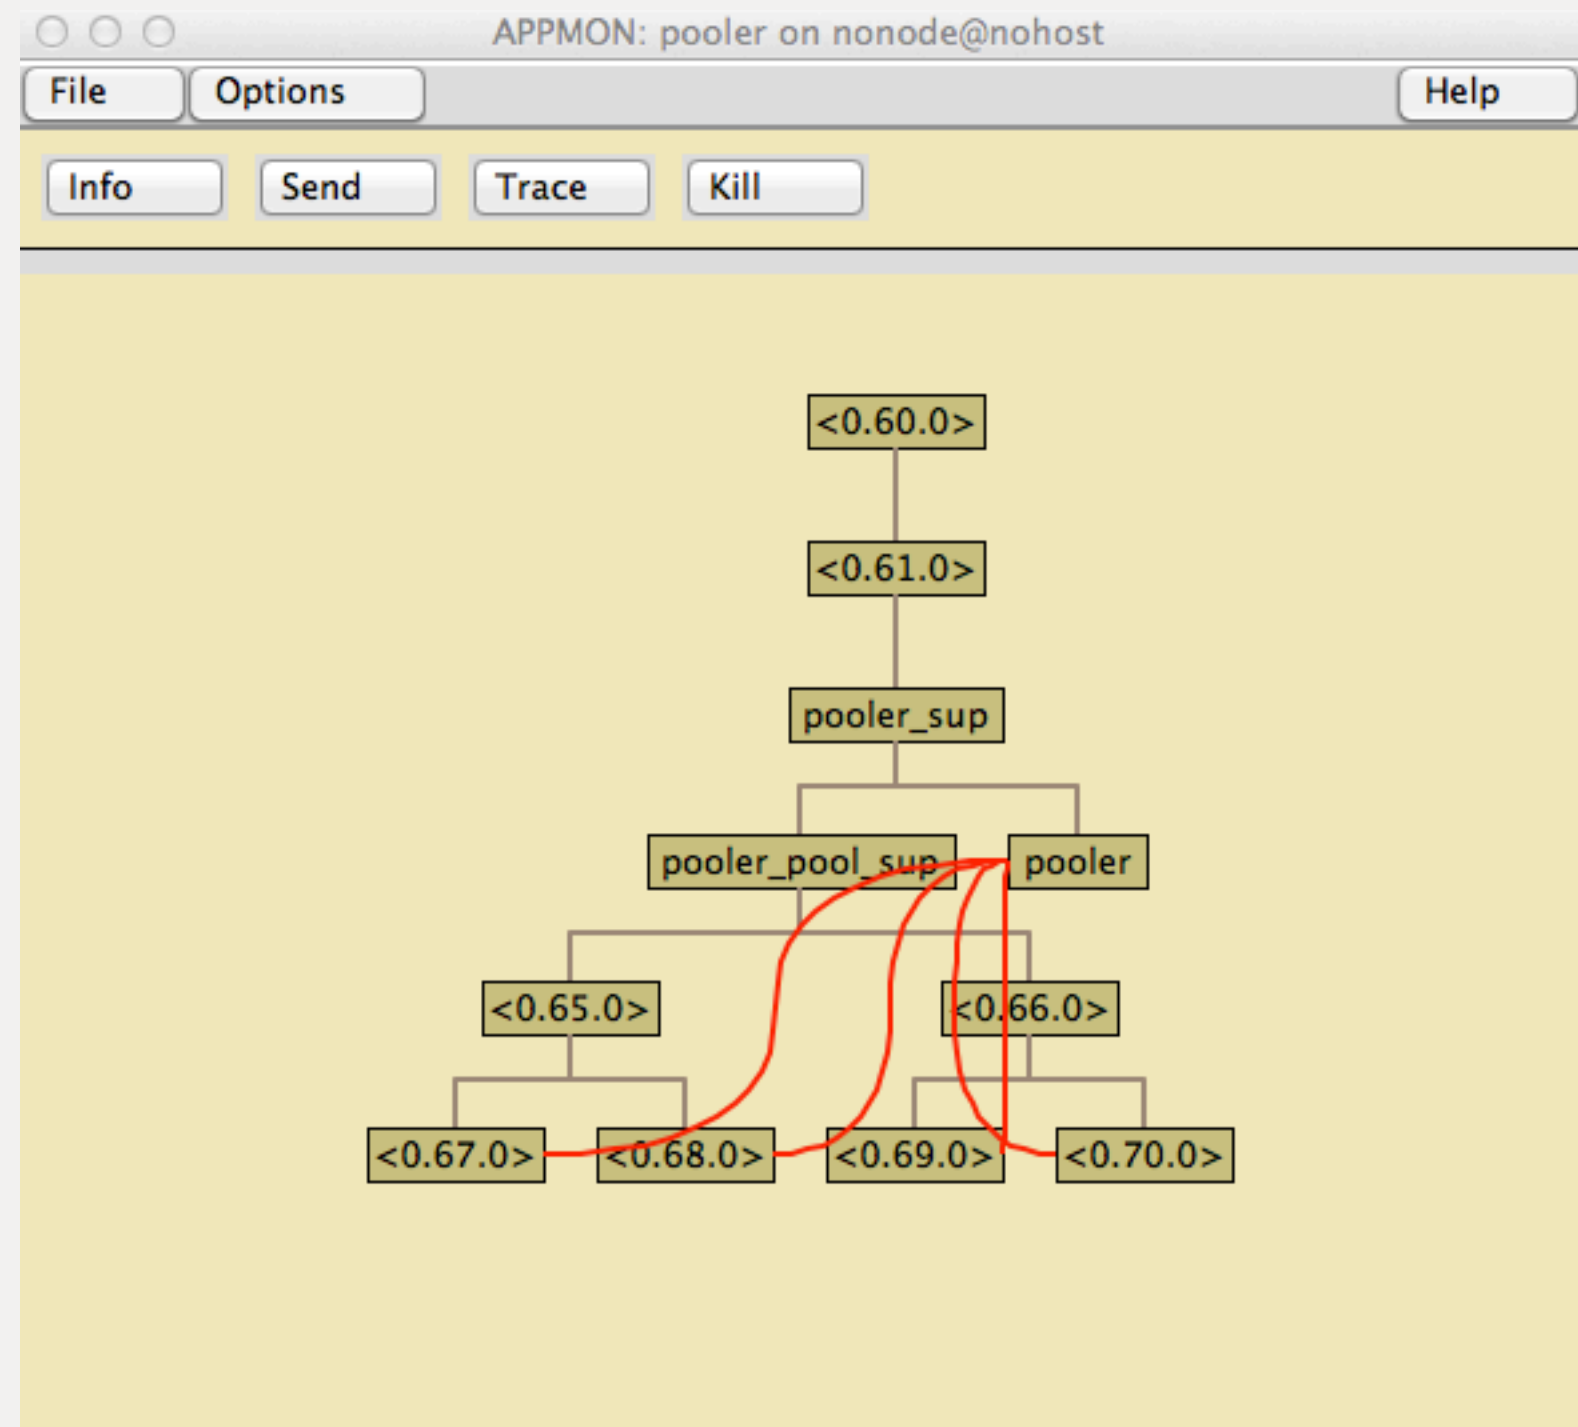 APPMON: pooler on nonode@nohost
File Options Help
Info Send Trace Kill
<0.60.0>
<0.61.0>
pooler_sup
pooler_pool_sup pooler
<0.65.0> <0.66.0>
<0.67.0> <0.68.0> <0.69.0> <0.70.0>